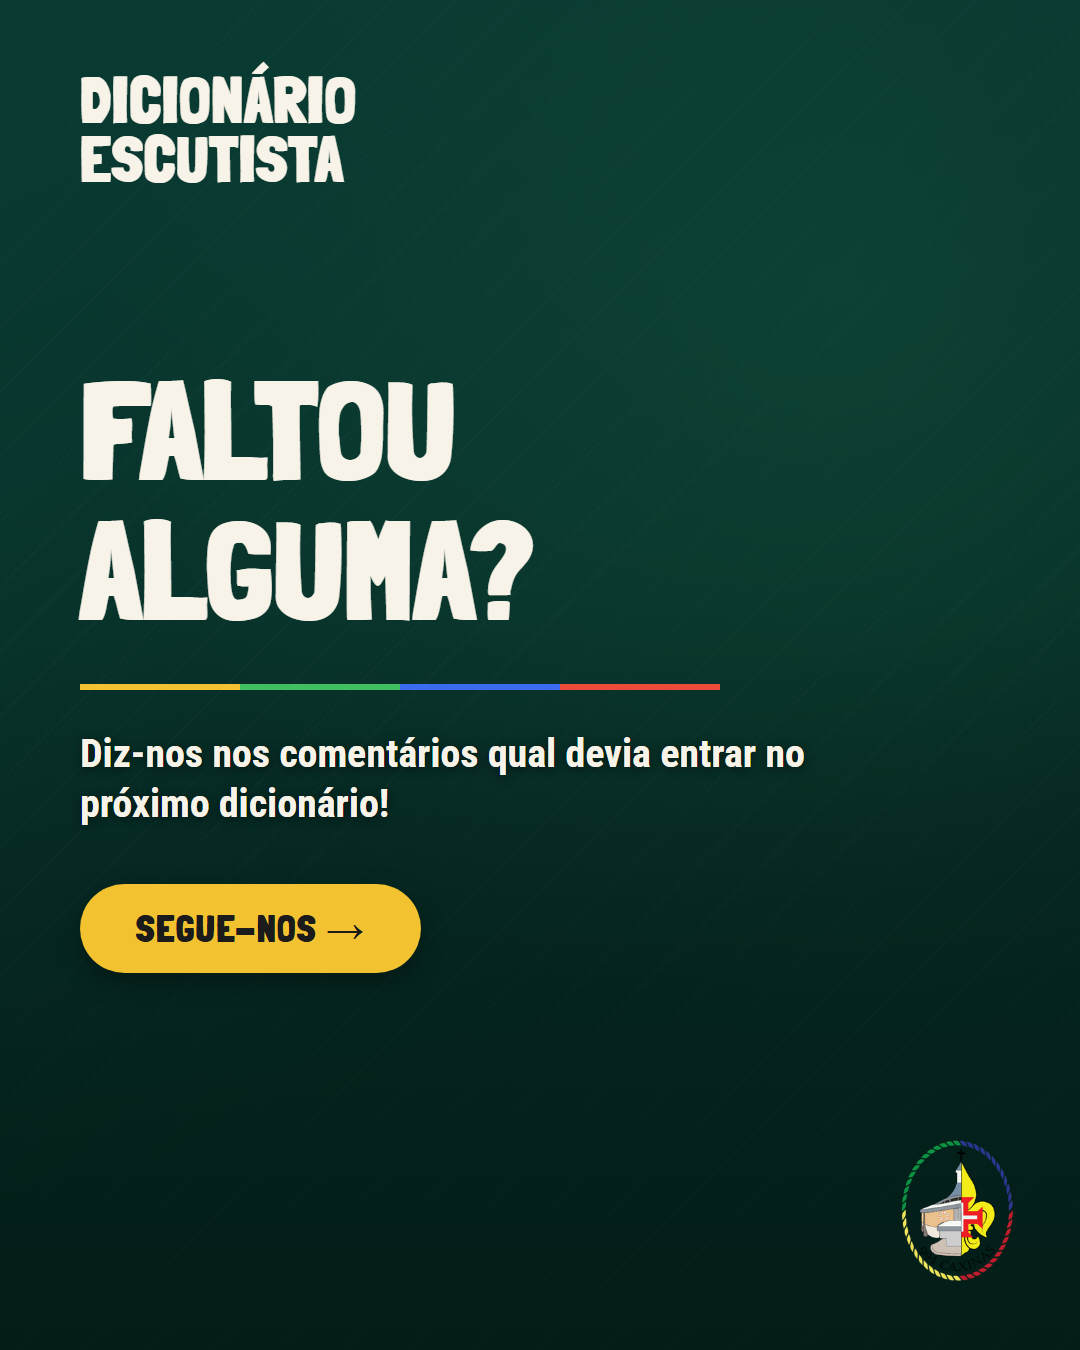 DICIONÁRIO
ESCUTISTA
FALTOU
ALGUMA?
Diz-nos nos comentários qual devia entrar no
próximo dicionário!
SEGUE-NOS →